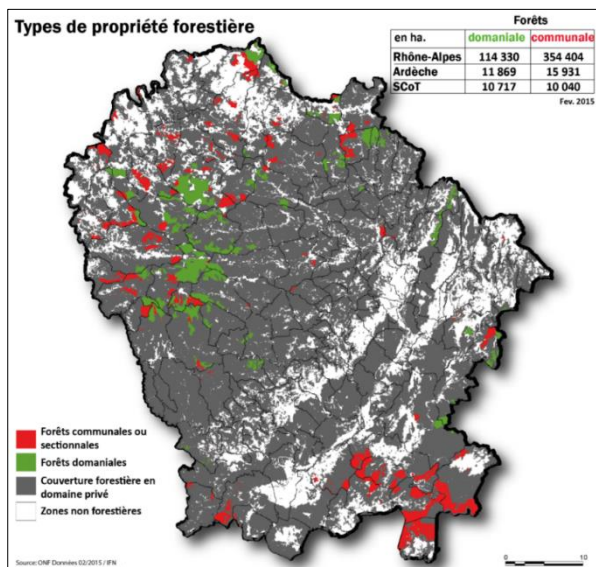 Types de propriété forestière
Forêts
en ha. domaniale communale
Rhône-Alpes 114 330 354 404
Ardèche 11 869 15 931
SCoT 10 717 10 040
Fev. 2015
Forêts communales ou
sectionnales
Forêts domaniales
Couverture forestière en
domaine privé
Zones non forestières
Source: ONF Données 02/2015 / IFN
0 10